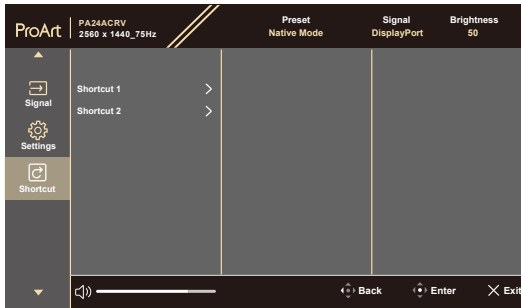 ProArt
PA24ACRV
2560 x 1440_75Hz
Preset
Native Mode
Signal
DisplayPort
Brightness
50
Signal
Settings
Shortcut
Shortcut 1
Shortcut 2
Back
Enter
Exit